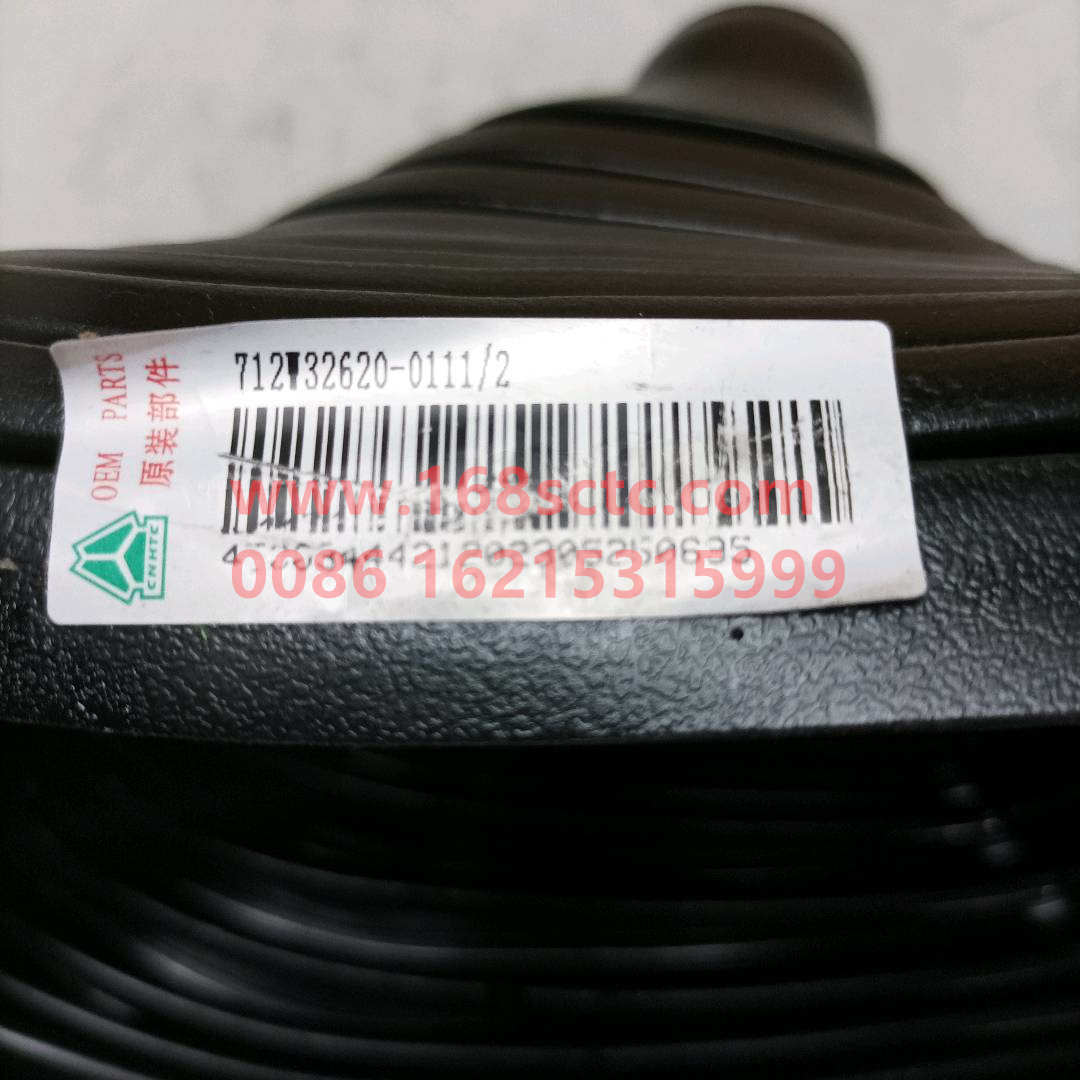 712W32620-0111/2
OEM PARTS
原装部件
CNHTC
www.168sctc.com
0086 16215315999